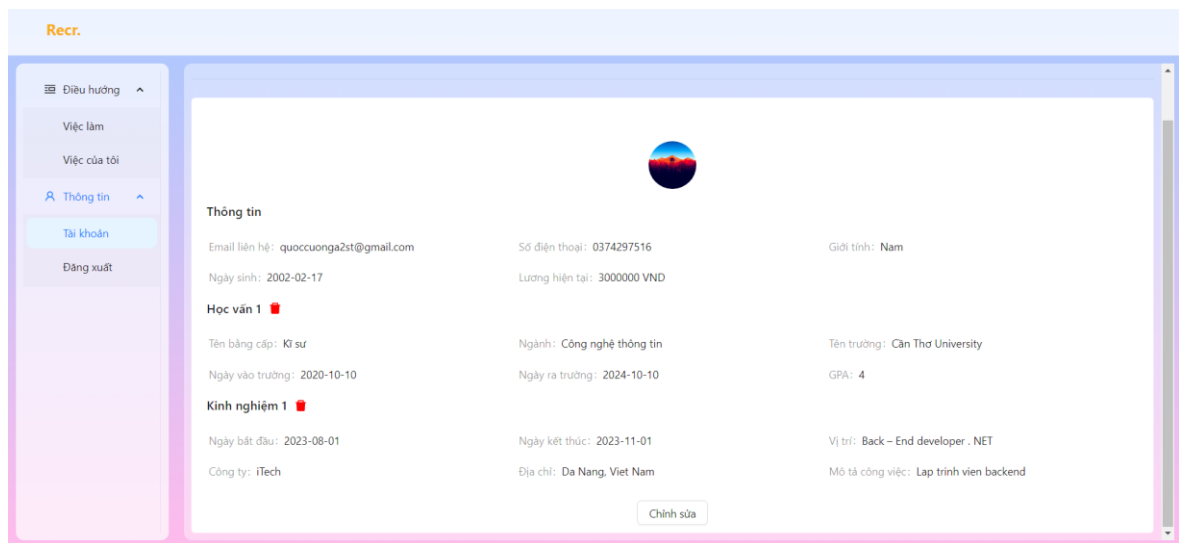 Recr.
Điều hướng
Việc làm
Việc của tôi
Thông tin
Tài khoản
Đăng xuất
Thông tin
Email liên hệ: quoccuonga2st@gmail.com Số điện thoại: 0374297516 Giới tính: Nam
Ngày sinh: 2002-02-17 Lương hiện tại: 3000000 VND
Học vấn 1
Tên bằng cấp: Kĩ sư Ngành: Công nghệ thông tin Tên trường: Cần Thơ University
Ngày vào trường: 2020-10-10 Ngày ra trường: 2024-10-10 GPA: 4
Kinh nghiệm 1
Ngày bắt đầu: 2023-08-01 Ngày kết thúc: 2023-11-01 Vị trí: Back – End developer . NET
Công ty: iTech Địa chỉ: Da Nang, Viet Nam Mô tả công việc: Lap trinh vien backend
Chỉnh sửa